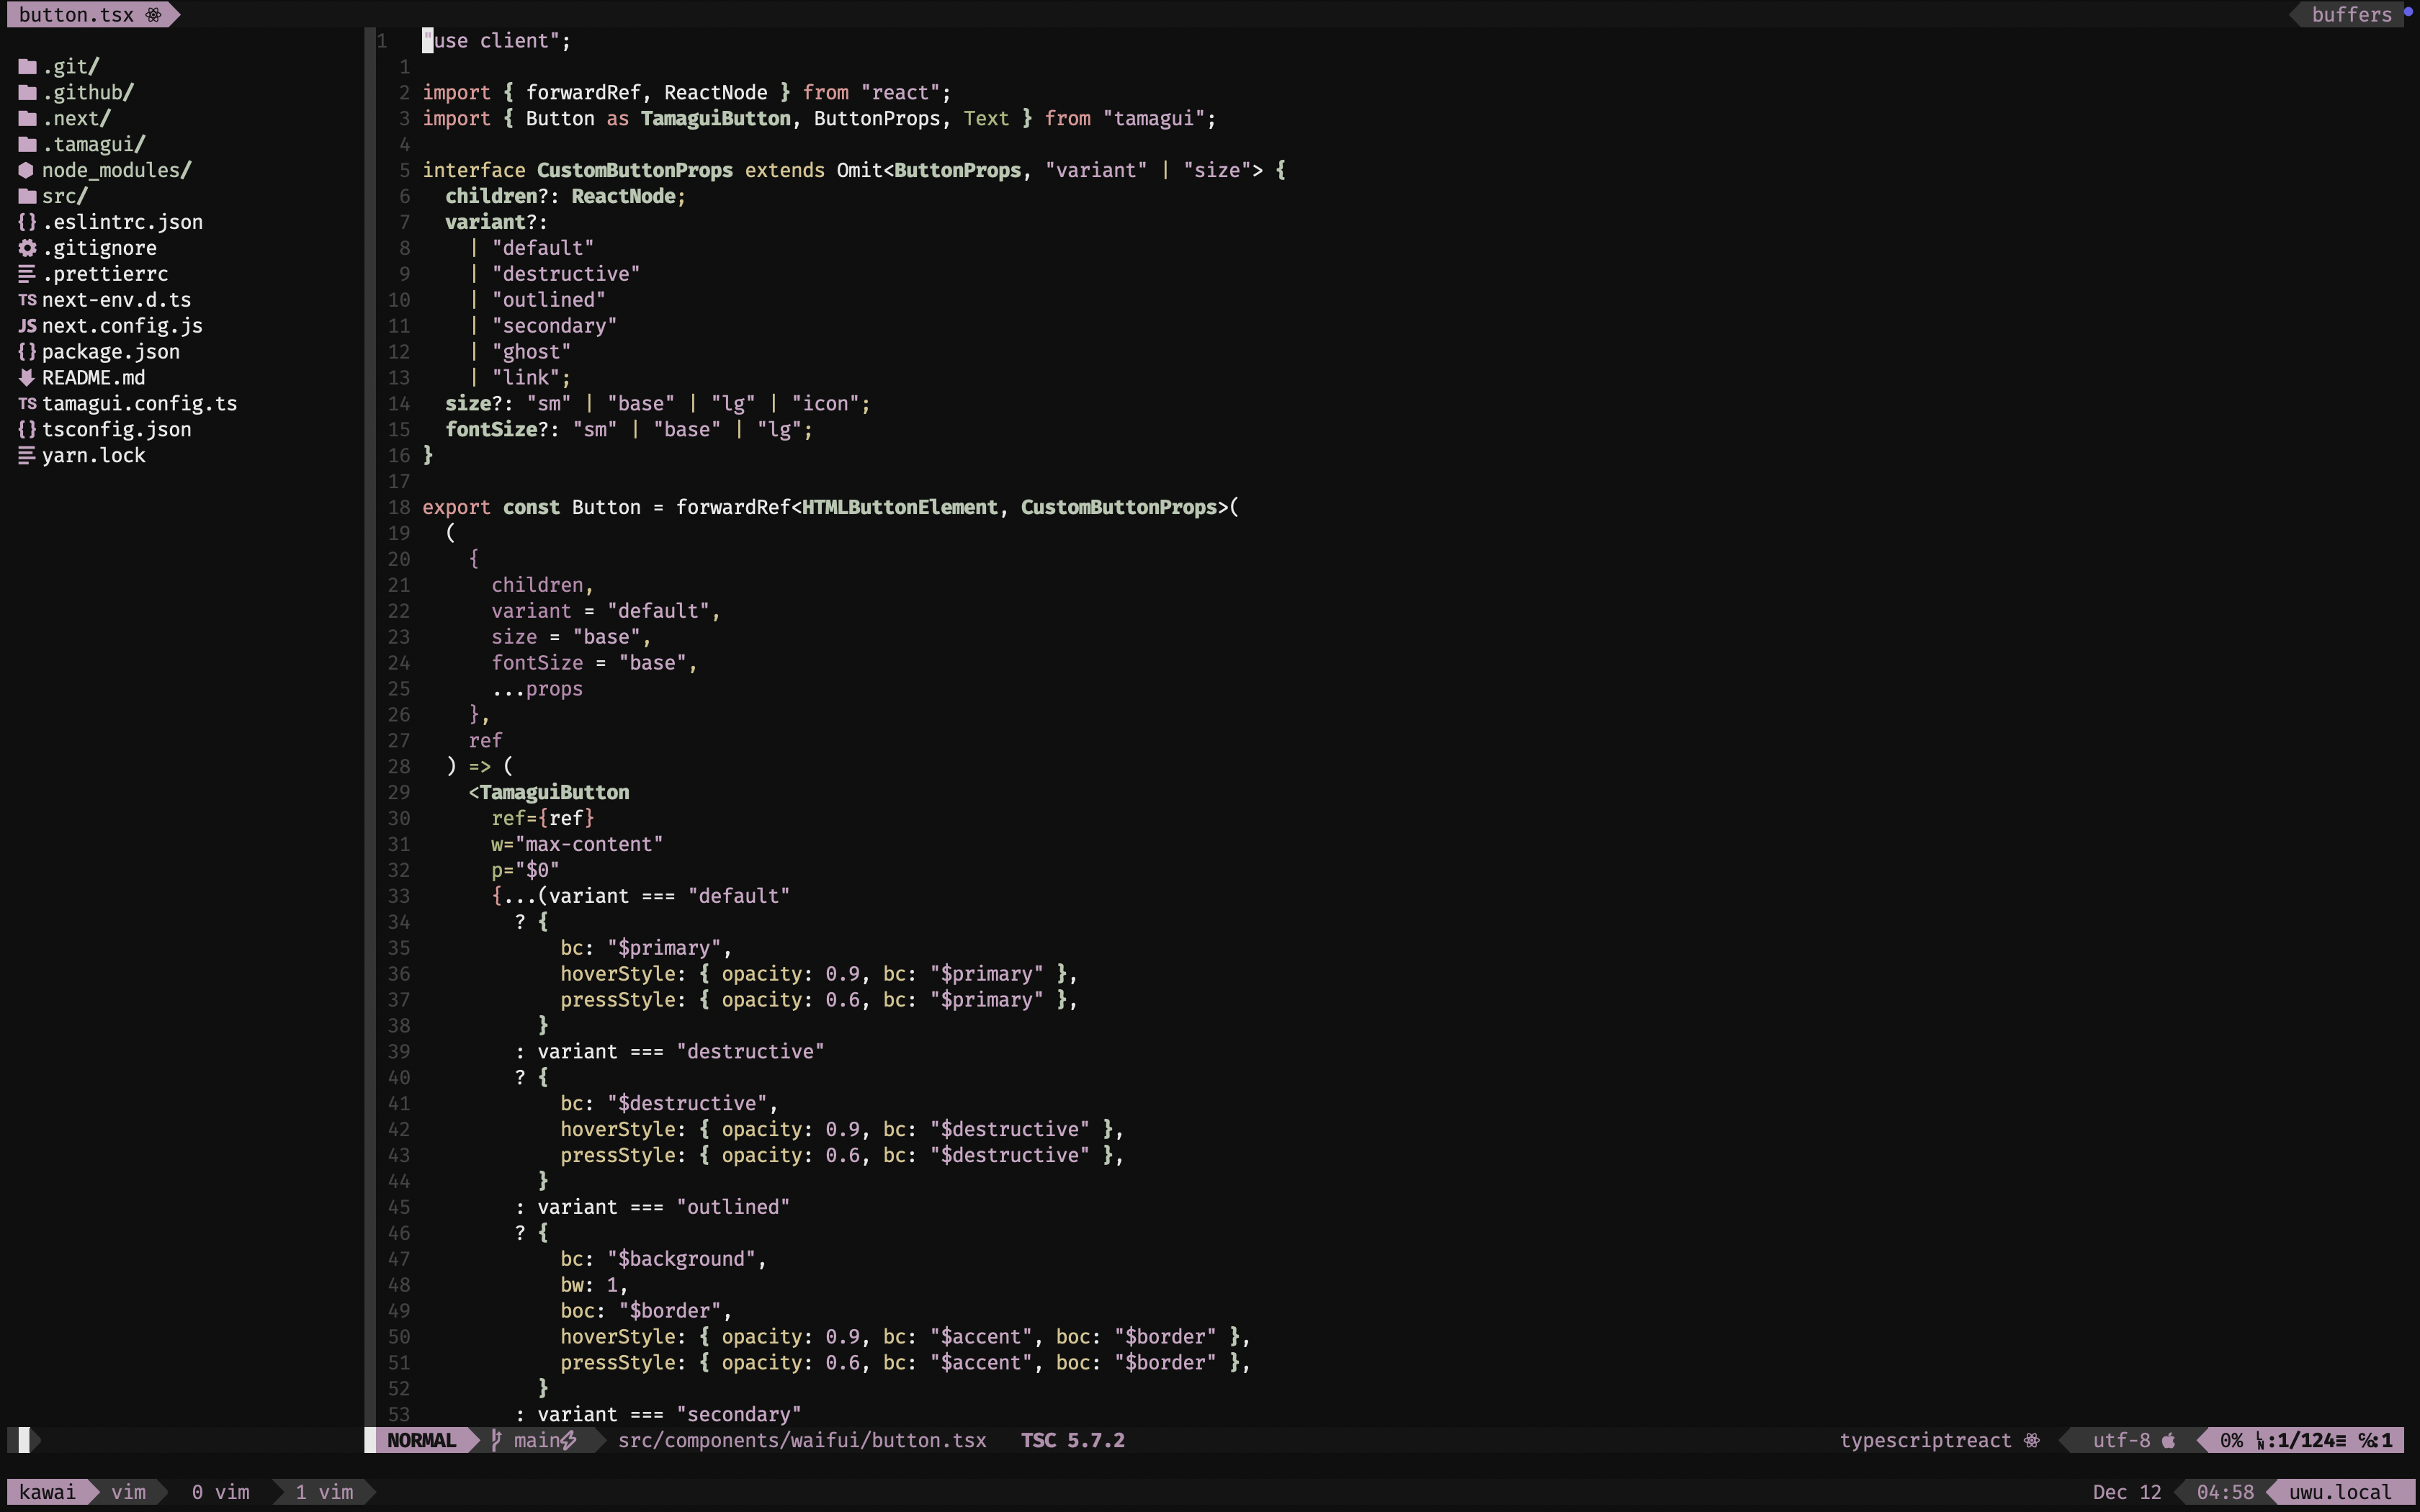 button.tsx
buffers
.git/
.github/
.next/
.tamagui/
node_modules/
src/
{} .eslintrc.json
.gitignore
.prettierrc
TS next-env.d.ts
JS next.config.js
{} package.json
README.md
TS tamagui.config.ts
{} tsconfig.json
yarn.lock
1   "use client";
  1
  2 import { forwardRef, ReactNode } from "react";
  3 import { Button as TamaguiButton, ButtonProps, Text } from "tamagui";
  4
  5 interface CustomButtonProps extends Omit<ButtonProps, "variant" | "size"> {
  6   children?: ReactNode;
  7   variant?:
  8     | "default"
  9     | "destructive"
 10     | "outlined"
 11     | "secondary"
 12     | "ghost"
 13     | "link";
 14   size?: "sm" | "base" | "lg" | "icon";
 15   fontSize?: "sm" | "base" | "lg";
 16 }
 17
 18 export const Button = forwardRef<HTMLButtonElement, CustomButtonProps>(
 19   (
 20     {
 21       children,
 22       variant = "default",
 23       size = "base",
 24       fontSize = "base",
 25       ...props
 26     },
 27     ref
 28   ) => (
 29     <TamaguiButton
 30       ref={ref}
 31       w="max-content"
 32       p="$0"
 33       {...(variant === "default"
 34         ? {
 35             bc: "$primary",
 36             hoverStyle: { opacity: 0.9, bc: "$primary" },
 37             pressStyle: { opacity: 0.6, bc: "$primary" },
 38           }
 39         : variant === "destructive"
 40         ? {
 41             bc: "$destructive",
 42             hoverStyle: { opacity: 0.9, bc: "$destructive" },
 43             pressStyle: { opacity: 0.6, bc: "$destructive" },
 44           }
 45         : variant === "outlined"
 46         ? {
 47             bc: "$background",
 48             bw: 1,
 49             boc: "$border",
 50             hoverStyle: { opacity: 0.9, bc: "$accent", boc: "$border" },
 51             pressStyle: { opacity: 0.6, bc: "$accent", boc: "$border" },
 52           }
 53         : variant === "secondary"
NORMAL main src/components/waifui/button.tsx TSC 5.7.2 typescriptreact utf-8 0% ㏑:1/124≡ ℅:1
kawai vim 0 vim 1 vim Dec 12 04:58 uwu.local